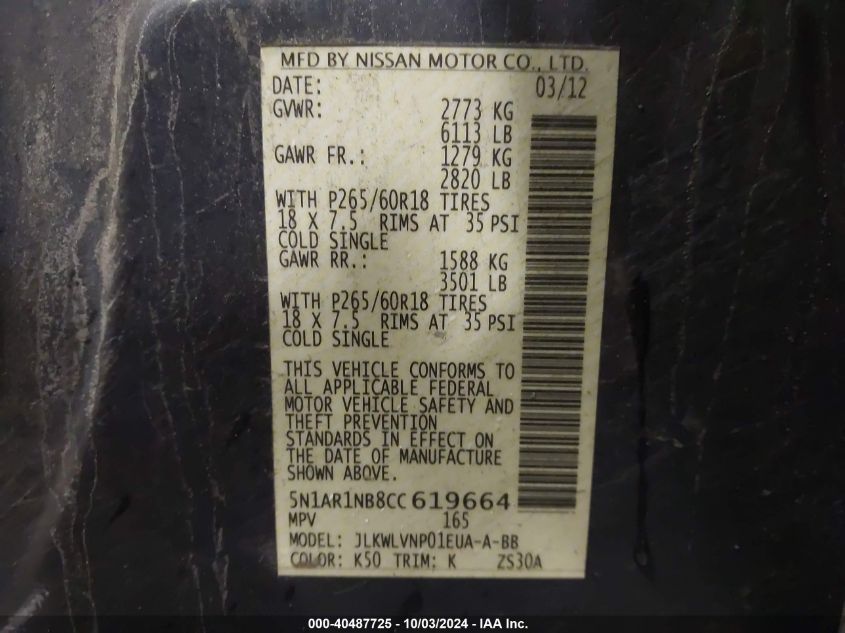 MFD BY NISSAN MOTOR CO., LTD.
DATE: 03/12
GVWR: 2773 KG
6113 LB
GAWR FR.: 1279 KG
2820 LB
WITH P265/60R18 TIRES
18 X 7.5 RIMS AT 35 PSI
COLD SINGLE
GAWR RR.: 1588 KG
3501 LB
WITH P265/60R18 TIRES
18 X 7.5 RIMS AT 35 PSI
COLD SINGLE
THIS VEHICLE CONFORMS TO
ALL APPLICABLE FEDERAL
MOTOR VEHICLE SAFETY AND
THEFT PREVENTION
STANDARDS IN EFFECT ON
THE DATE OF MANUFACTURE
SHOWN ABOVE.
5N1AR1NB8CC619664
MPV 165
MODEL: JLKWLVNP01EUA-A-BB
COLOR: K50 TRIM: K ZS30A
000-40487725 - 10/03/2024 - IAA Inc.